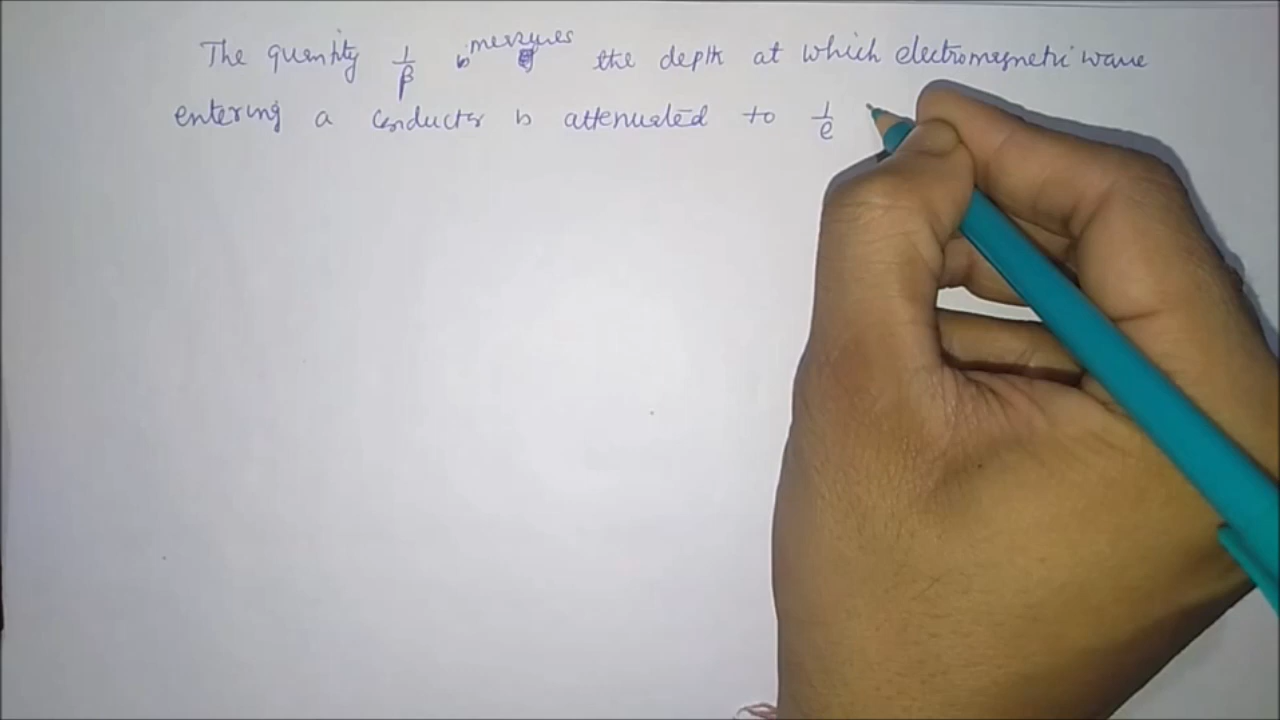 The quantity 1/β is measures the depth at which electromagnetic wave
entering a conductor is attenuated to 1/e